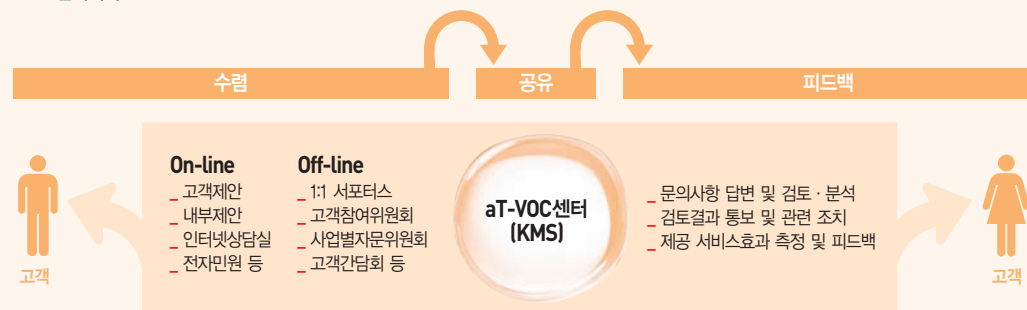 수렴
공유
피드백
On-line
_ 고객제안
_ 내부제안
_ 인터넷상담실
_ 전자민원 등
Off-line
_ 1:1 서포터스
_ 고객참여위원회
_ 사업별자문위원회
_ 고객간담회 등
aT-VOC센터
(KMS)
_ 문의사항 답변 및 검토 · 분석
_ 검토결과 통보 및 관련 조치
_ 제공 서비스효과 측정 및 피드백
고객
고객